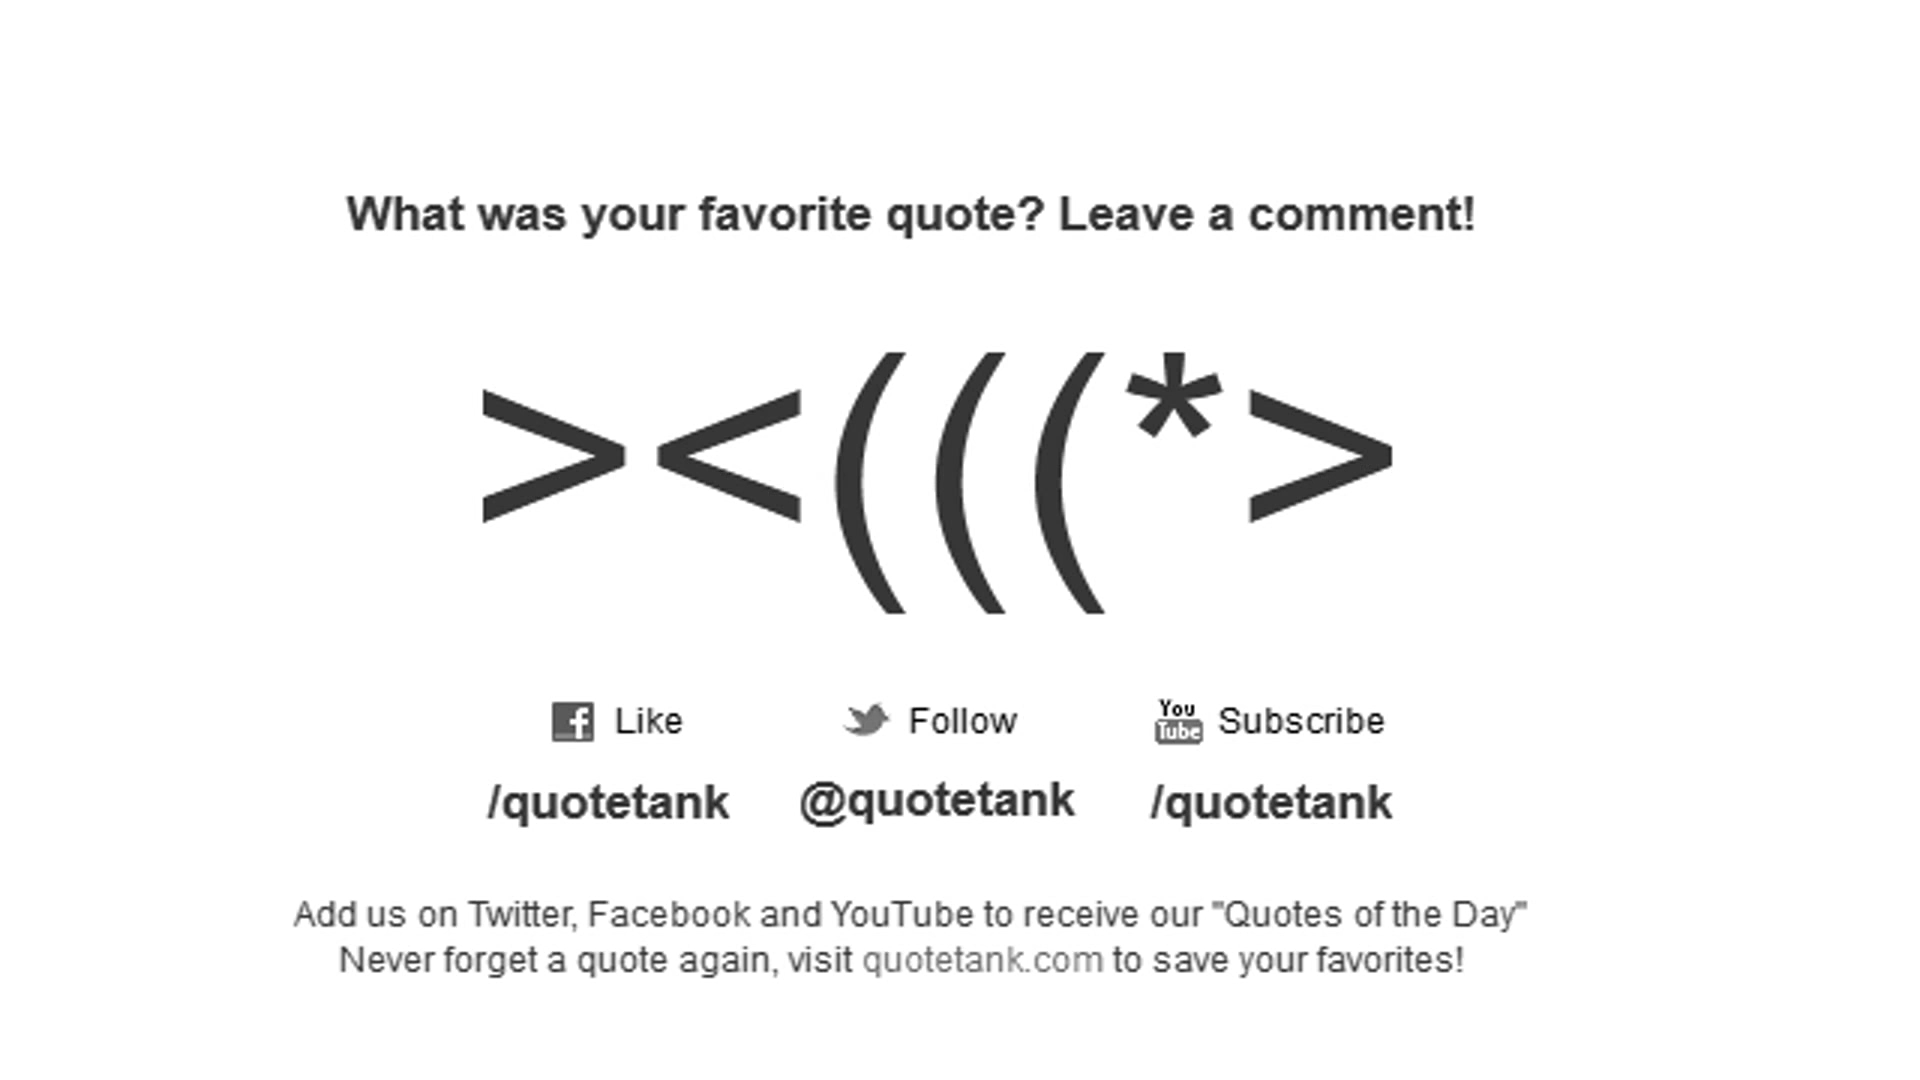 What was your favorite quote? Leave a comment!
><(((*>
f Like Follow You Tube Subscribe
/quotetank @quotetank /quotetank
Add us on Twitter, Facebook and YouTube to receive our "Quotes of the Day"
Never forget a quote again, visit quotetank.com to save your favorites!